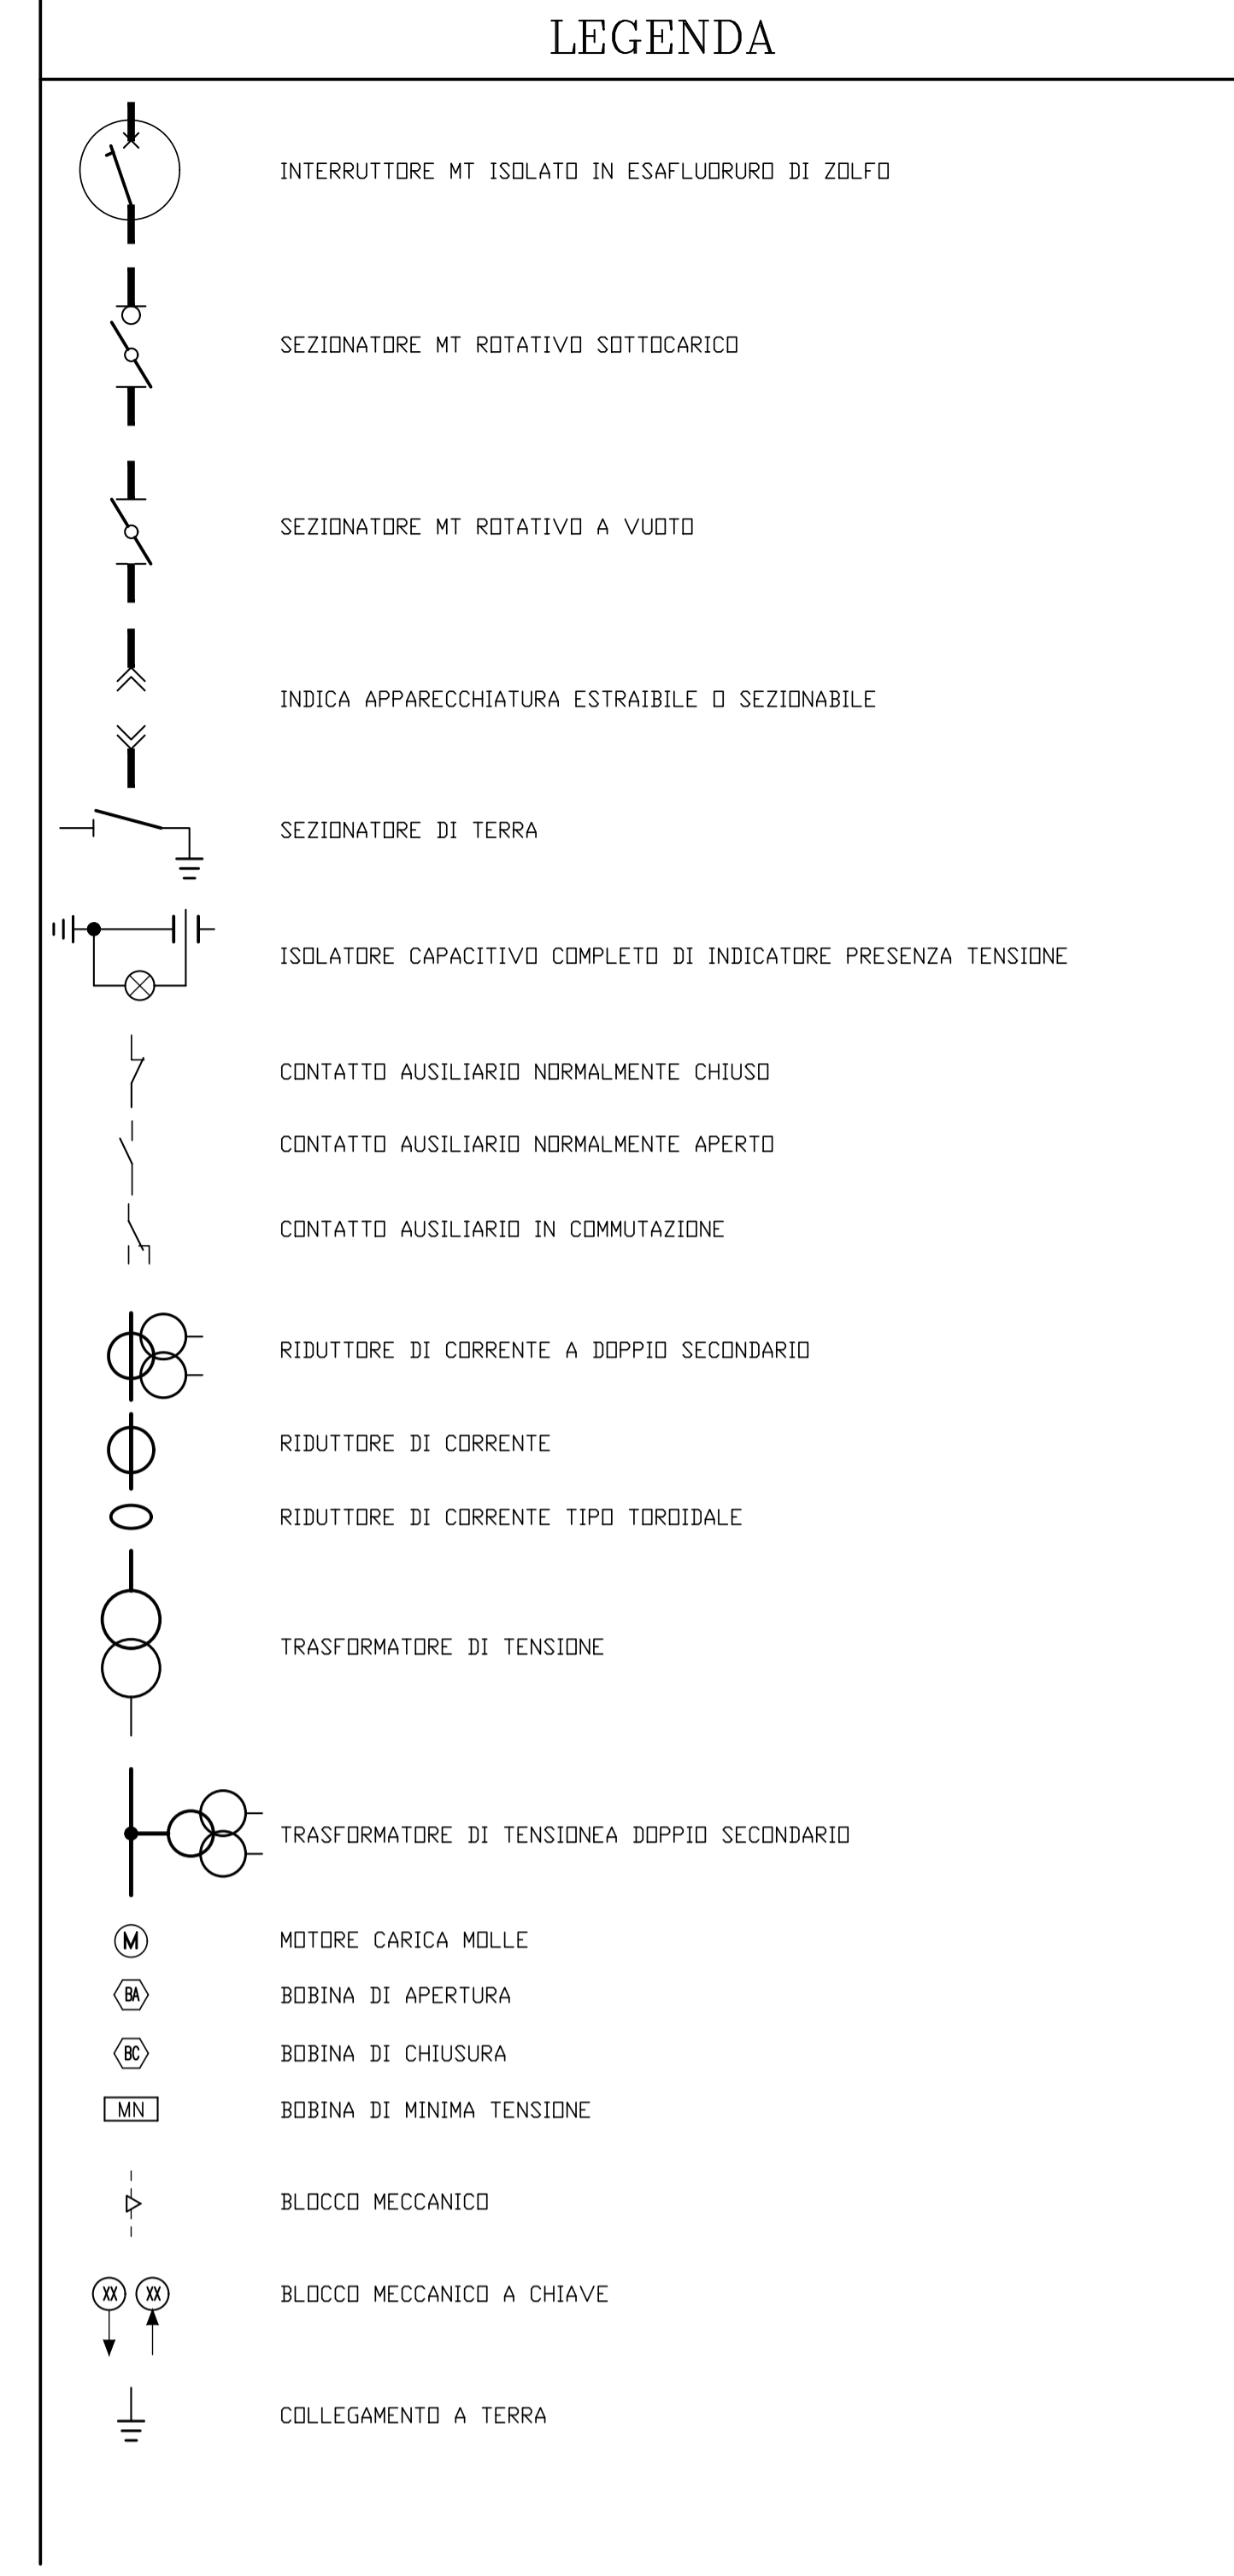 LEGENDA
INTERRUTTORE MT ISOLATO IN ESAFLUORURO DI ZOLFO
SEZIONATORE MT ROTATIVO SOTTOCARICO
SEZIONATORE MT ROTATIVO A VUOTO
INDICA APPARECCHIATURA ESTRAIBILE O SEZIONABILE
SEZIONATORE DI TERRA
ISOLATORE CAPACITIVO COMPLETO DI INDICATORE PRESENZA TENSIONE
CONTATTO AUSILIARIO NORMALMENTE CHIUSO
CONTATTO AUSILIARIO NORMALMENTE APERTO
CONTATTO AUSILIARIO IN COMMUTAZIONE
RIDUTTORE DI CORRENTE A DOPPIO SECONDARIO
RIDUTTORE DI CORRENTE
RIDUTTORE DI CORRENTE TIPO TOROIDALE
TRASFORMATORE DI TENSIONE
TRASFORMATORE DI TENSIONEA DOPPIO SECONDARIO
M MOTORE CARICA MOLLE
BA BOBINA DI APERTURA
BC BOBINA DI CHIUSURA
MN BOBINA DI MINIMA TENSIONE
BLOCCO MECCANICO
XX XX BLOCCO MECCANICO A CHIAVE
COLLEGAMENTO A TERRA